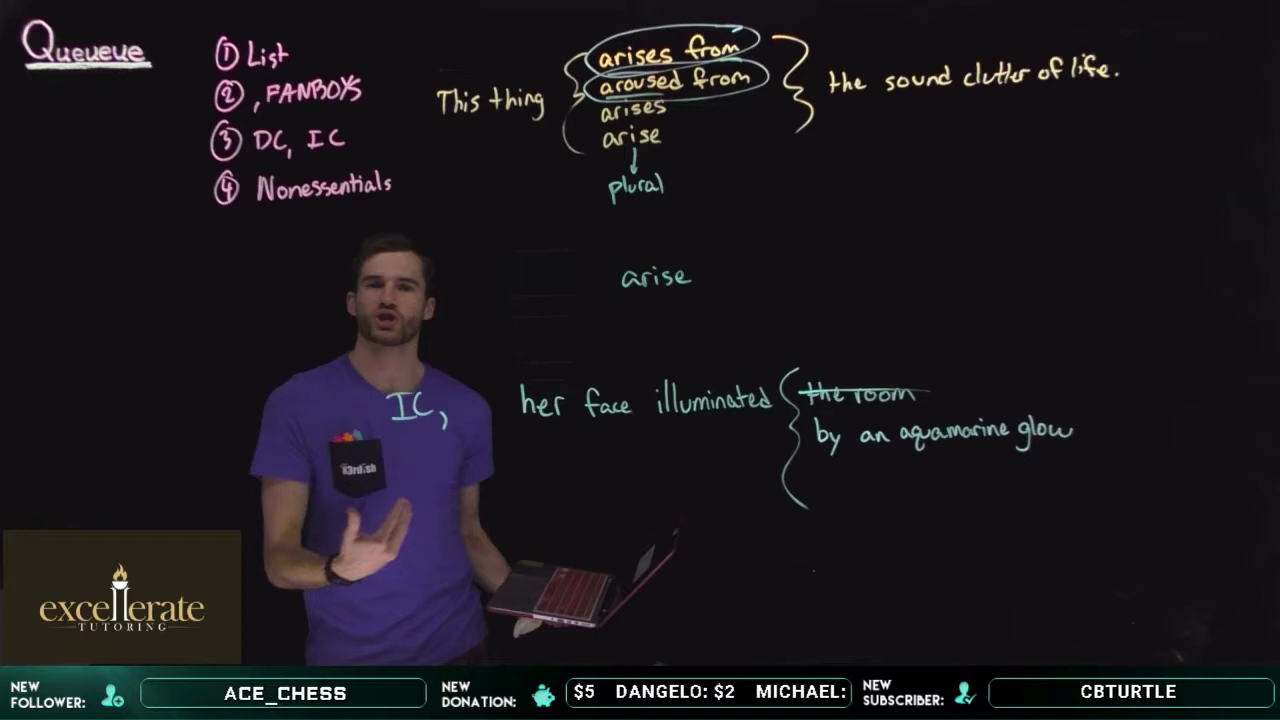 Queueue
① List
② , FANBOYS
③ DC, IC
④ Nonessentials
This thing
arises from
aroused from
arises
arise
the sound clutter of life.
plural
arise
IC,
her face illuminated
the room
by an aquamarine glow
n3rdish
excellerate
TUTORING
NEW FOLLOWER:
ACE_CHESS
NEW DONATION:
$5 DANGELO: $2 MICHAEL:
NEW SUBSCRIBER:
CBTURTLE